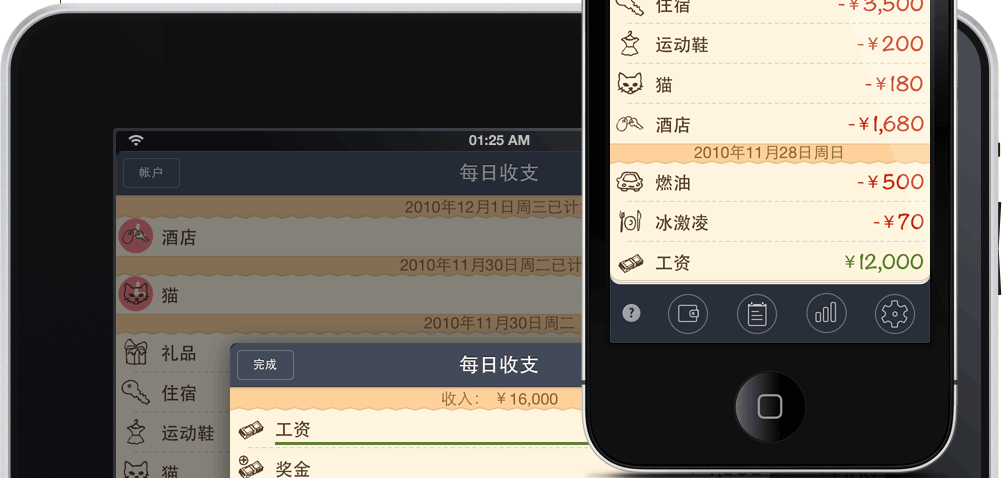 01:25 AM
帐户
每日收支
2010年12月1日周三已计
酒店
2010年11月30日周二已计
猫
2010年11月30日周二
礼品
住宿
运动鞋
猫
完成
每日收支
收入： ￥16,000
工资
奖金
住宿 -￥3,500
运动鞋 -￥200
猫 -￥180
酒店 -￥1,680
2010年11月28日周日
燃油 -￥500
冰激凌 -￥70
工资 ￥12,000
?